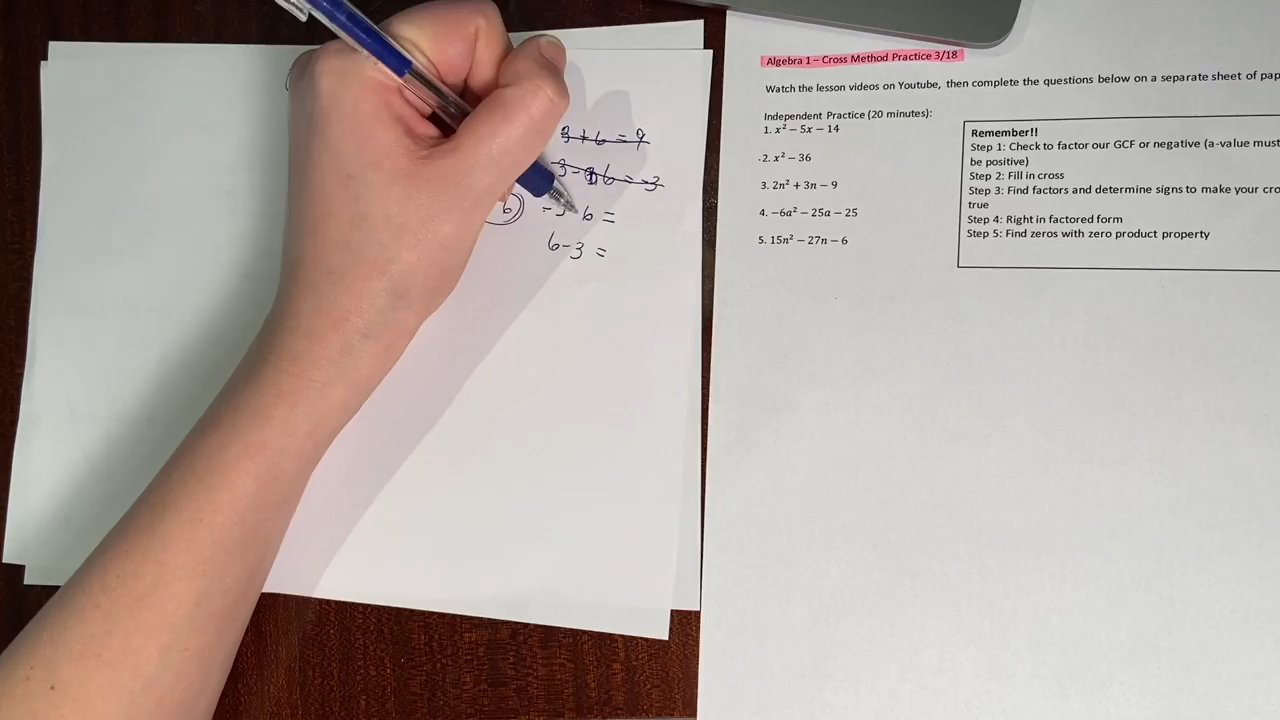 3 + 6 = 9
3 - 6 = -3
-3 - 6 =
6 - 3 =
6
Algebra 1 – Cross Method Practice 3/18
Watch the lesson videos on Youtube, then complete the questions below on a separate sheet of pap
Independent Practice (20 minutes):
1. x² − 5x − 14
.2. x² − 36
3. 2n² + 3n − 9
4. −6a² − 25a − 25
5. 15n² − 27n − 6
Remember!!
Step 1: Check to factor our GCF or negative (a-value must
be positive)
Step 2: Fill in cross
Step 3: Find factors and determine signs to make your cro
true
Step 4: Right in factored form
Step 5: Find zeros with zero product property